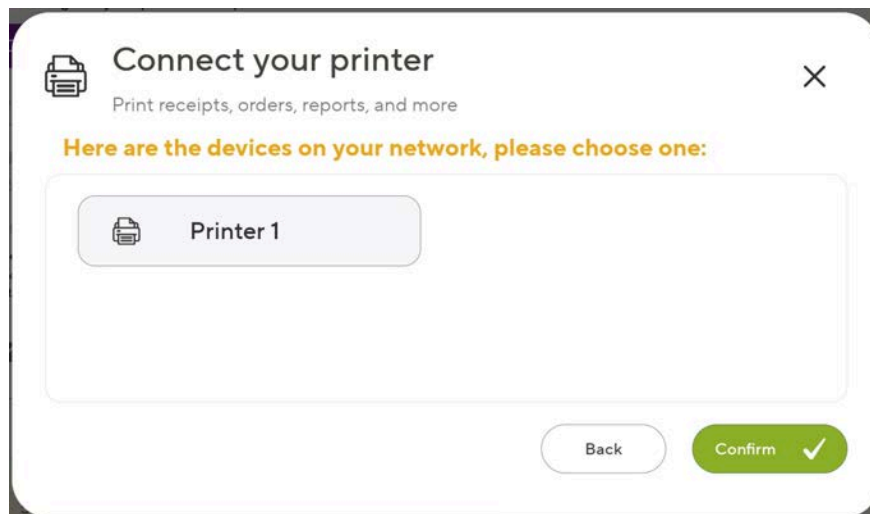 Connect your printer
Print receipts, orders, reports, and more
Here are the devices on your network, please choose one:
Printer 1
Back
Confirm